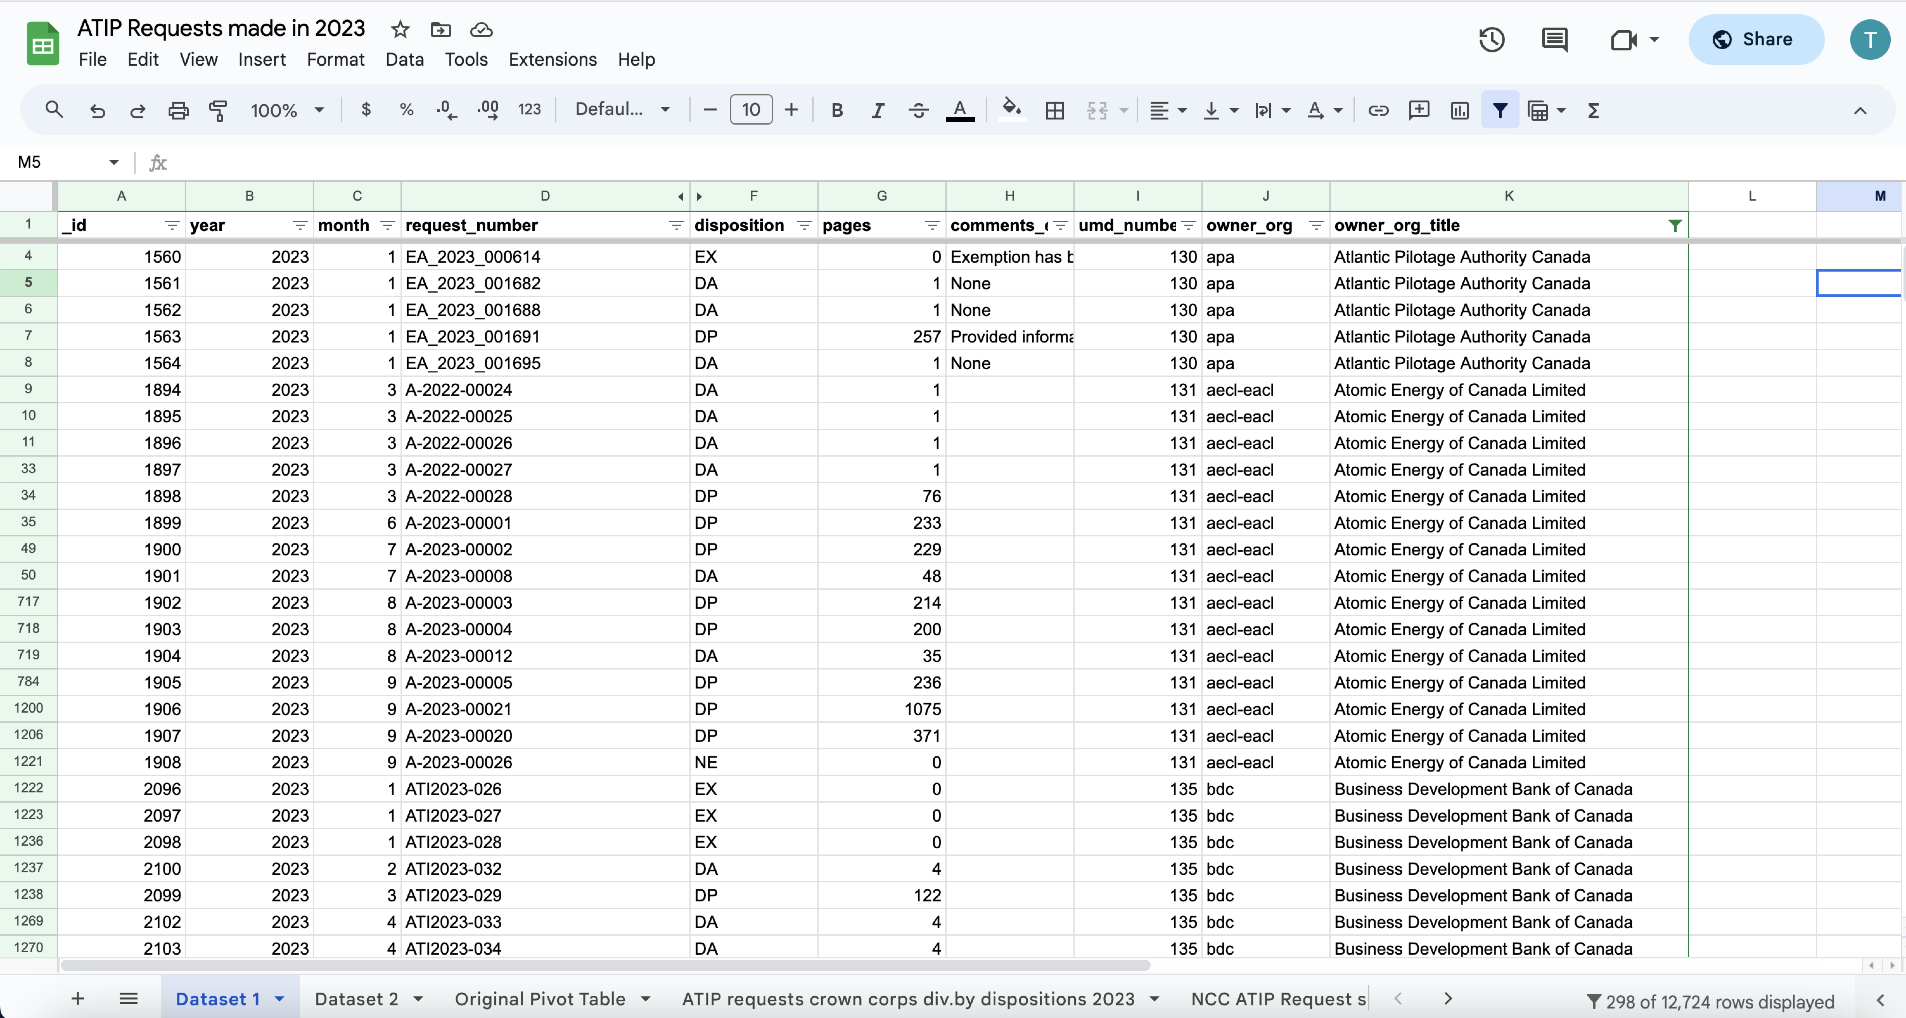 ATIP Requests made in 2023
File Edit View Insert Format Data Tools Extensions Help
Share
T
100% $ % .0 .00 123 Defaul... 10 B I A A Σ
M5 fx
A B C D F G H I J K L M
1 _id year month request_number disposition pages comments_ umd_numbe owner_org owner_org_title
4 1560 2023 1 EA_2023_000614 EX 0 Exemption has b 130 apa Atlantic Pilotage Authority Canada
5 1561 2023 1 EA_2023_001682 DA 1 None 130 apa Atlantic Pilotage Authority Canada
6 1562 2023 1 EA_2023_001688 DA 1 None 130 apa Atlantic Pilotage Authority Canada
7 1563 2023 1 EA_2023_001691 DP 257 Provided informa 130 apa Atlantic Pilotage Authority Canada
8 1564 2023 1 EA_2023_001695 DA 1 None 130 apa Atlantic Pilotage Authority Canada
9 1894 2023 3 A-2022-00024 DA 1 131 aecl-eacl Atomic Energy of Canada Limited
10 1895 2023 3 A-2022-00025 DA 1 131 aecl-eacl Atomic Energy of Canada Limited
11 1896 2023 3 A-2022-00026 DA 1 131 aecl-eacl Atomic Energy of Canada Limited
33 1897 2023 3 A-2022-00027 DA 1 131 aecl-eacl Atomic Energy of Canada Limited
34 1898 2023 3 A-2022-00028 DP 76 131 aecl-eacl Atomic Energy of Canada Limited
35 1899 2023 6 A-2023-00001 DP 233 131 aecl-eacl Atomic Energy of Canada Limited
49 1900 2023 7 A-2023-00002 DP 229 131 aecl-eacl Atomic Energy of Canada Limited
50 1901 2023 7 A-2023-00008 DA 48 131 aecl-eacl Atomic Energy of Canada Limited
717 1902 2023 8 A-2023-00003 DP 214 131 aecl-eacl Atomic Energy of Canada Limited
718 1903 2023 8 A-2023-00004 DP 200 131 aecl-eacl Atomic Energy of Canada Limited
719 1904 2023 8 A-2023-00012 DA 35 131 aecl-eacl Atomic Energy of Canada Limited
784 1905 2023 9 A-2023-00005 DP 236 131 aecl-eacl Atomic Energy of Canada Limited
1200 1906 2023 9 A-2023-00021 DP 1075 131 aecl-eacl Atomic Energy of Canada Limited
1206 1907 2023 9 A-2023-00020 DP 371 131 aecl-eacl Atomic Energy of Canada Limited
1221 1908 2023 9 A-2023-00026 NE 0 131 aecl-eacl Atomic Energy of Canada Limited
1222 2096 2023 1 ATI2023-026 EX 0 135 bdc Business Development Bank of Canada
1223 2097 2023 1 ATI2023-027 EX 0 135 bdc Business Development Bank of Canada
1236 2098 2023 1 ATI2023-028 EX 0 135 bdc Business Development Bank of Canada
1237 2100 2023 2 ATI2023-032 DA 4 135 bdc Business Development Bank of Canada
1238 2099 2023 3 ATI2023-029 DP 122 135 bdc Business Development Bank of Canada
1269 2102 2023 4 ATI2023-033 DA 4 135 bdc Business Development Bank of Canada
1270 2103 2023 4 ATI2023-034 DA 4 135 bdc Business Development Bank of Canada
Dataset 1 Dataset 2 Original Pivot Table ATIP requests crown corps div.by dispositions 2023 NCC ATIP Request s 298 of 12,724 rows displayed